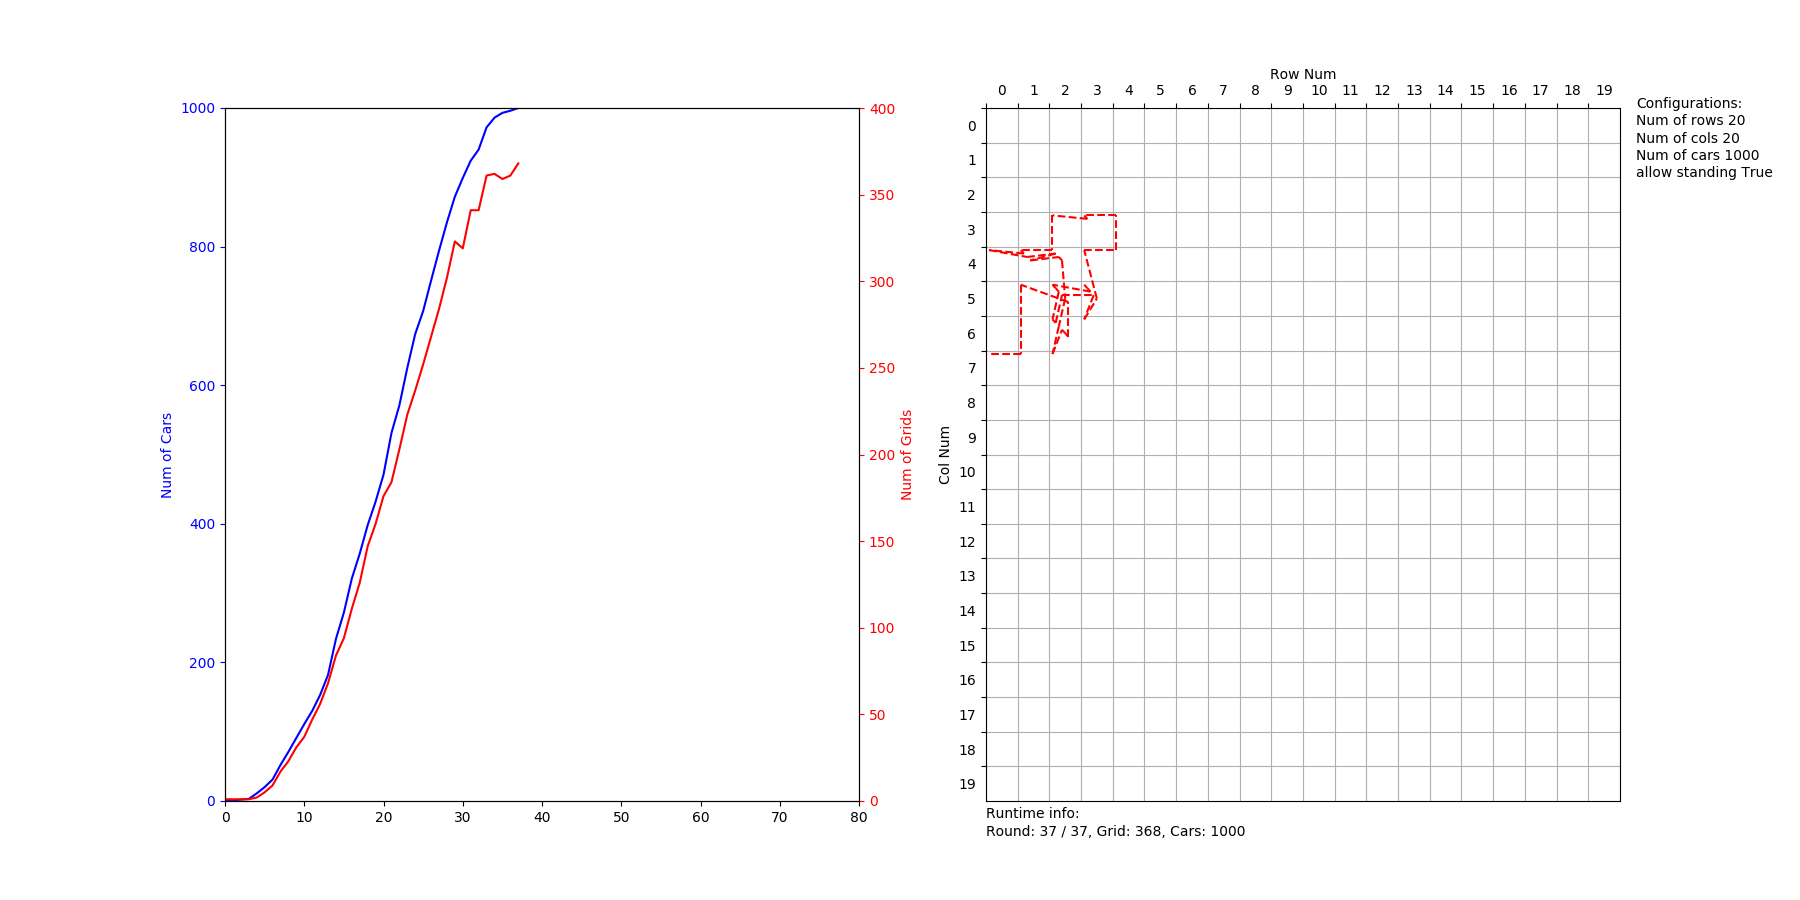 1000
800
600
400
200
0
Num of Cars
0 10 20 30 40 50 60 70 80
400
350
300
250
200
150
100
50
0
Num of Grids
Row Num
0 1 2 3 4 5 6 7 8 9 10 11 12 13 14 15 16 17 18 19
Col Num
0
1
2
3
4
5
6
7
8
9
10
11
12
13
14
15
16
17
18
19
Configurations:
Num of rows 20
Num of cols 20
Num of cars 1000
allow standing True
Runtime info:
Round: 37 / 37, Grid: 368, Cars: 1000